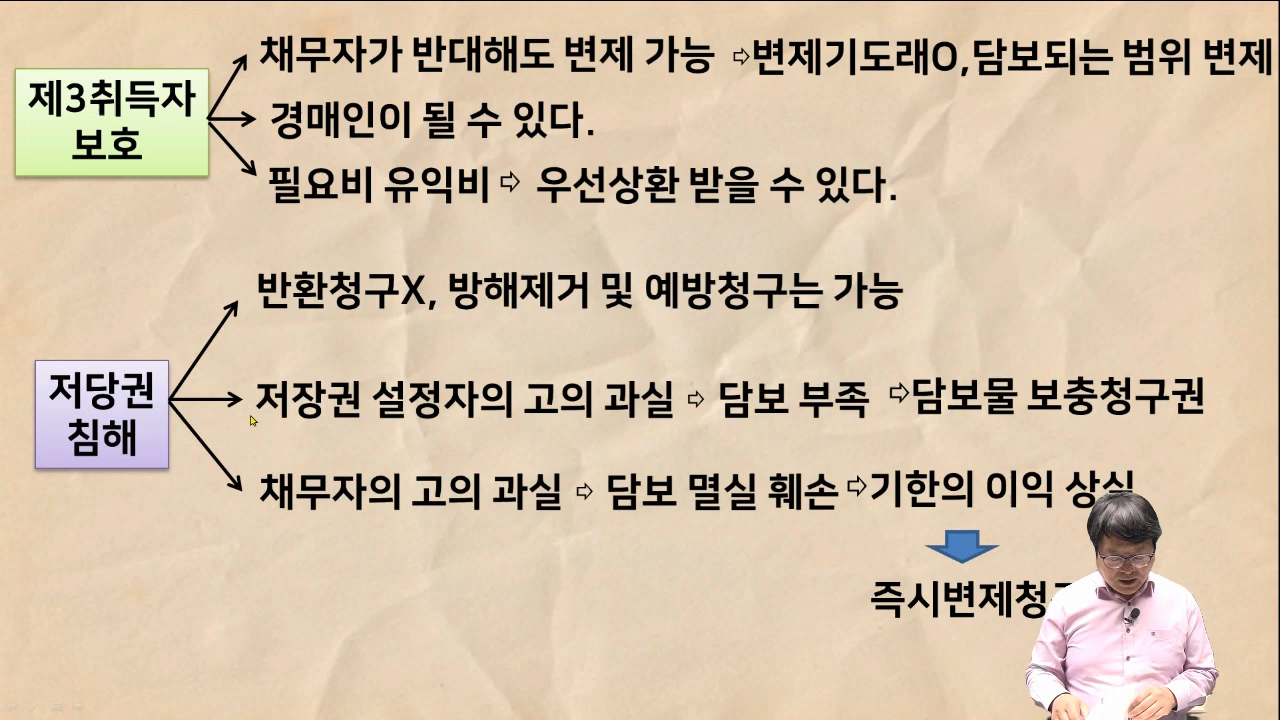 제3취득자
보호
채무자가 반대해도 변제 가능 ⇨변제기도래O,담보되는 범위 변제
경매인이 될 수 있다.
필요비 유익비 ⇨ 우선상환 받을 수 있다.
저당권
침해
반환청구X, 방해제거 및 예방청구는 가능
저장권 설정자의 고의 과실 ⇨ 담보 부족 ⇨담보물 보충청구권
채무자의 고의 과실 ⇨ 담보 멸실 훼손 ⇨기한의 이익 상실
즉시변제청